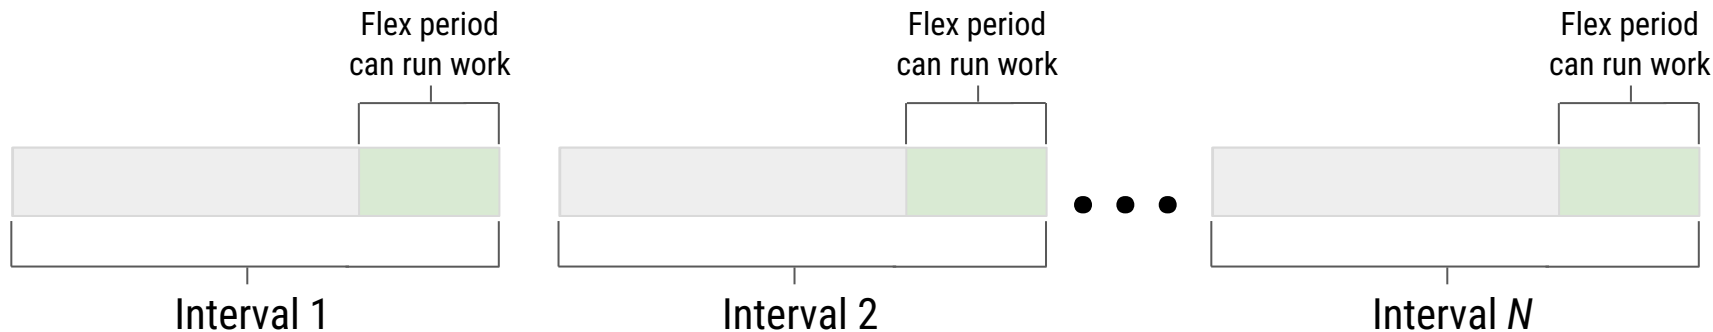 Flex period
can run work
Flex period
can run work
Flex period
can run work
Interval 1
Interval 2
Interval N